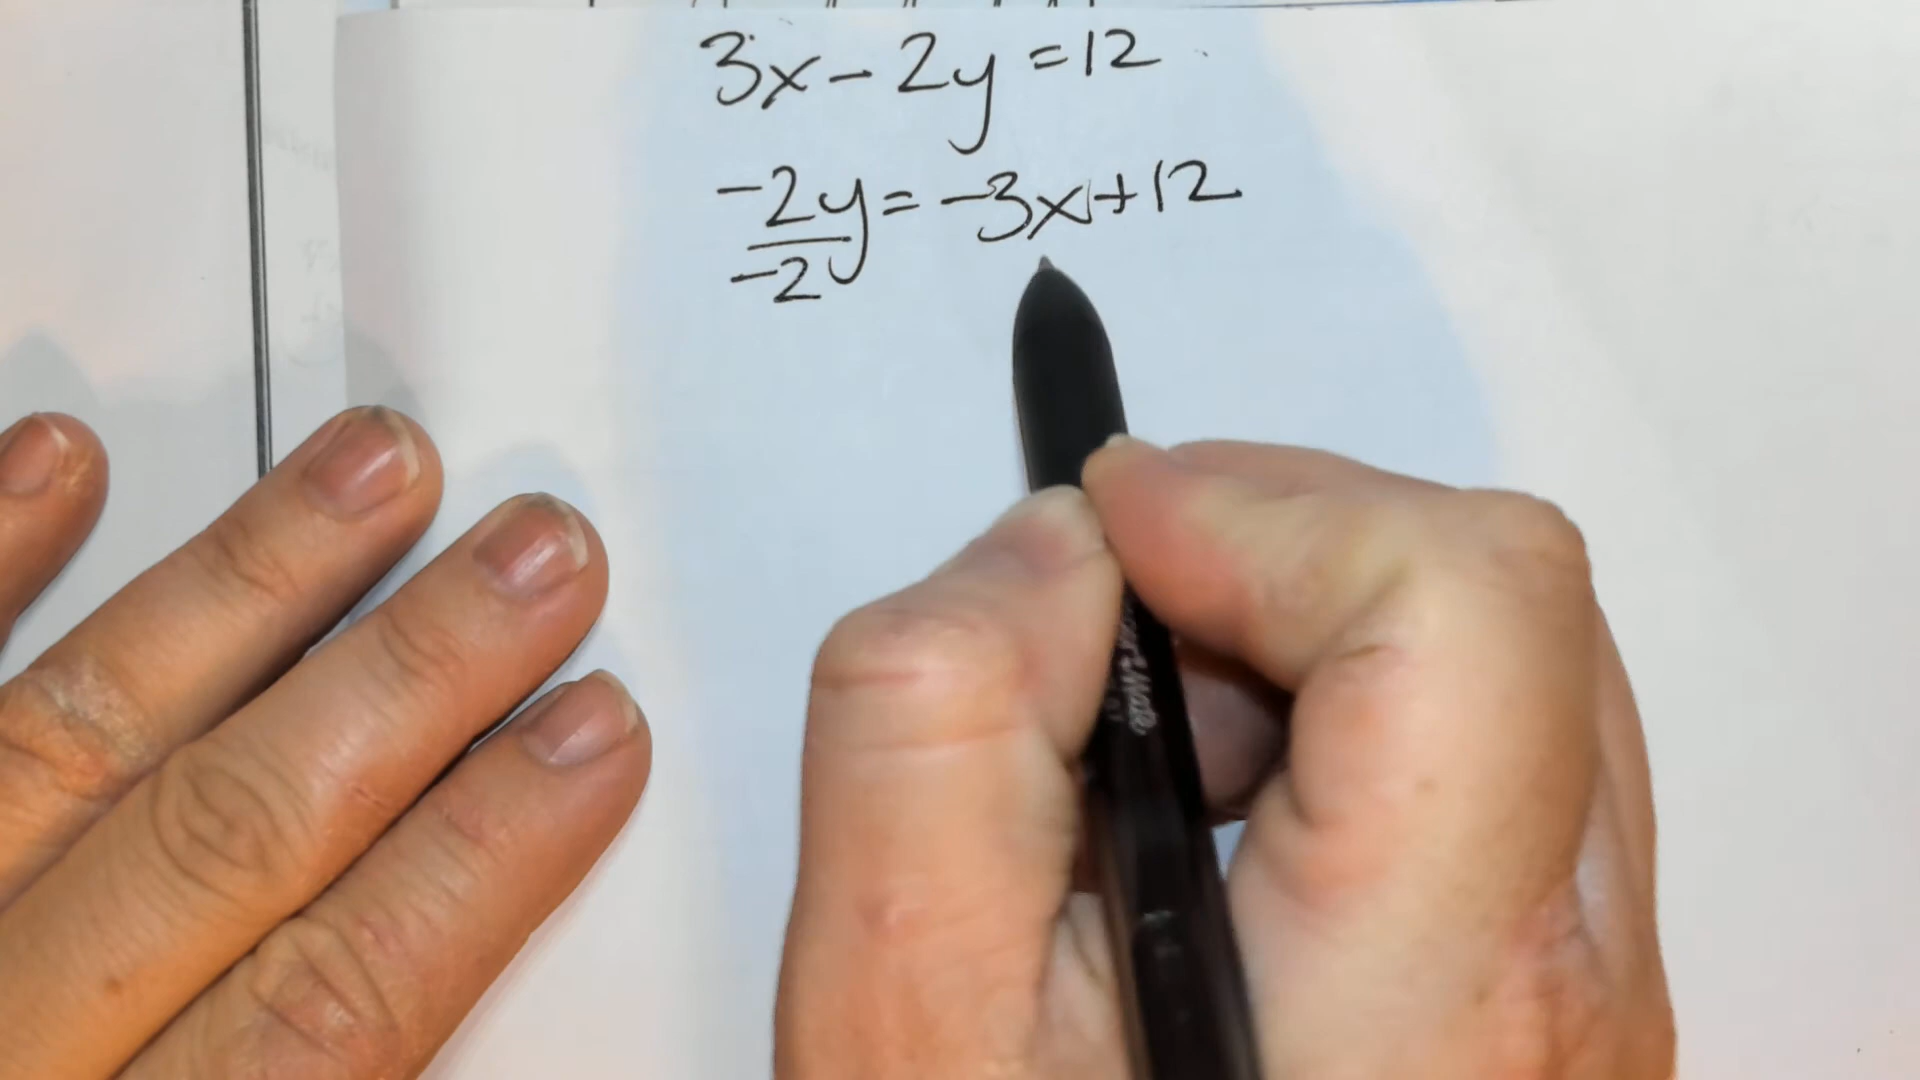 3x - 2y = 12
-2y = -3x + 12
-2